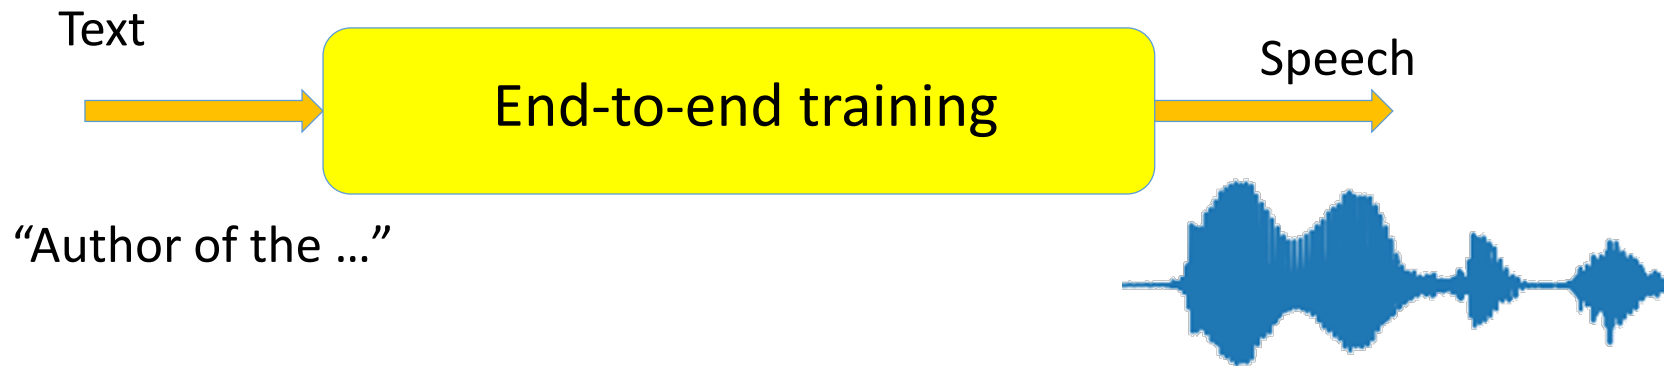 Text
Speech
End-to-end training
“Author of the ...”